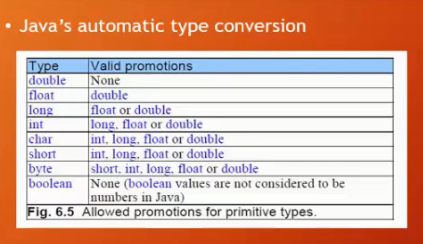 • Java's automatic type conversion
Type Valid promotions
double None
float double
long float or double
int long, float or double
char int, long, float or double
short int, long, float or double
byte short, int, long, float or double
boolean None (boolean values are not considered to be
numbers in Java)
Fig. 6.5 Allowed promotions for primitive types.